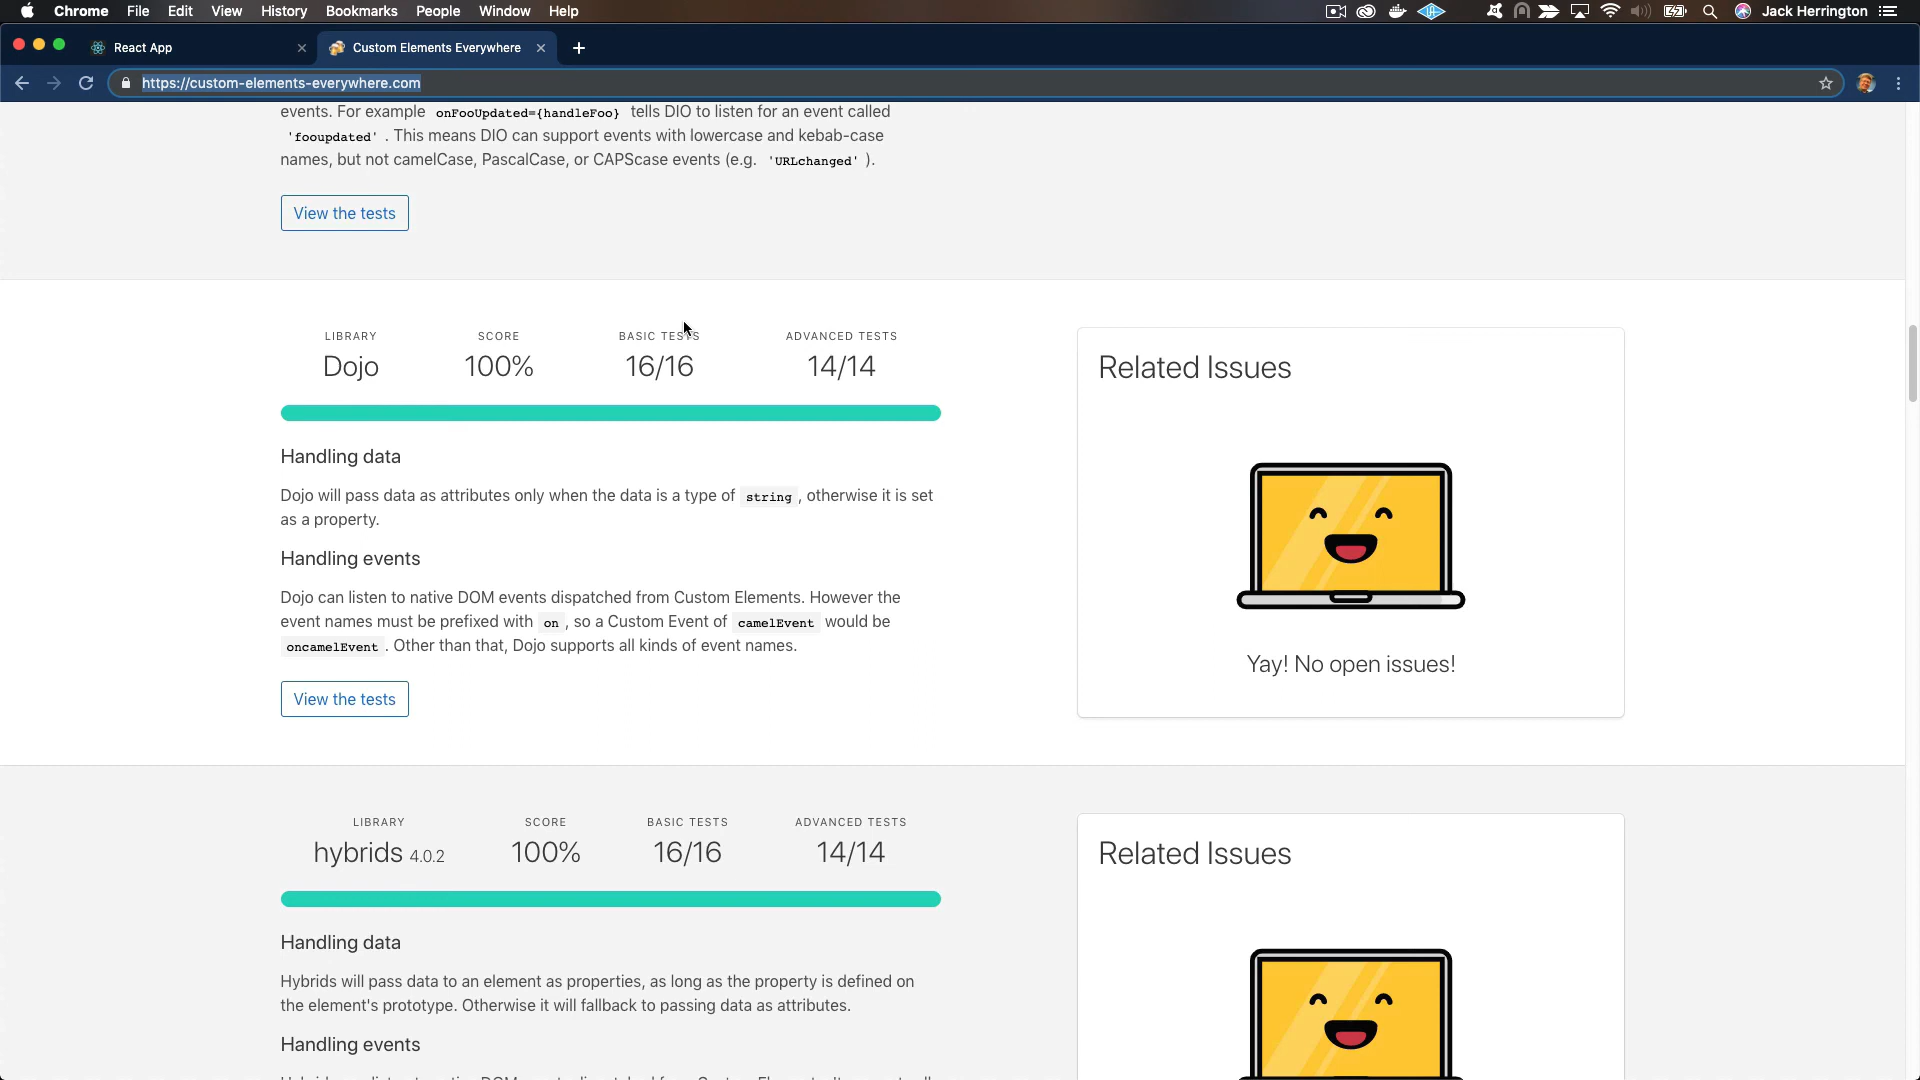 Chrome File Edit View History Bookmarks People Window Help Jack Herrington
React App Custom Elements Everywhere
https://custom-elements-everywhere.com
events. For example onFooUpdated={handleFoo} tells DIO to listen for an event called
'fooupdated' . This means DIO can support events with lowercase and kebab-case
names, but not camelCase, PascalCase, or CAPScase events (e.g. 'URLchanged' ).
View the tests
LIBRARY SCORE BASIC TESTS ADVANCED TESTS
Dojo 100% 16/16 14/14
Handling data
Dojo will pass data as attributes only when the data is a type of string , otherwise it is set
as a property.
Handling events
Dojo can listen to native DOM events dispatched from Custom Elements. However the
event names must be prefixed with on , so a Custom Event of camelEvent would be
oncamelEvent . Other than that, Dojo supports all kinds of event names.
View the tests
Related Issues
Yay! No open issues!
LIBRARY SCORE BASIC TESTS ADVANCED TESTS
hybrids 4.0.2 100% 16/16 14/14
Handling data
Hybrids will pass data to an element as properties, as long as the property is defined on
the element's prototype. Otherwise it will fallback to passing data as attributes.
Handling events
Related Issues